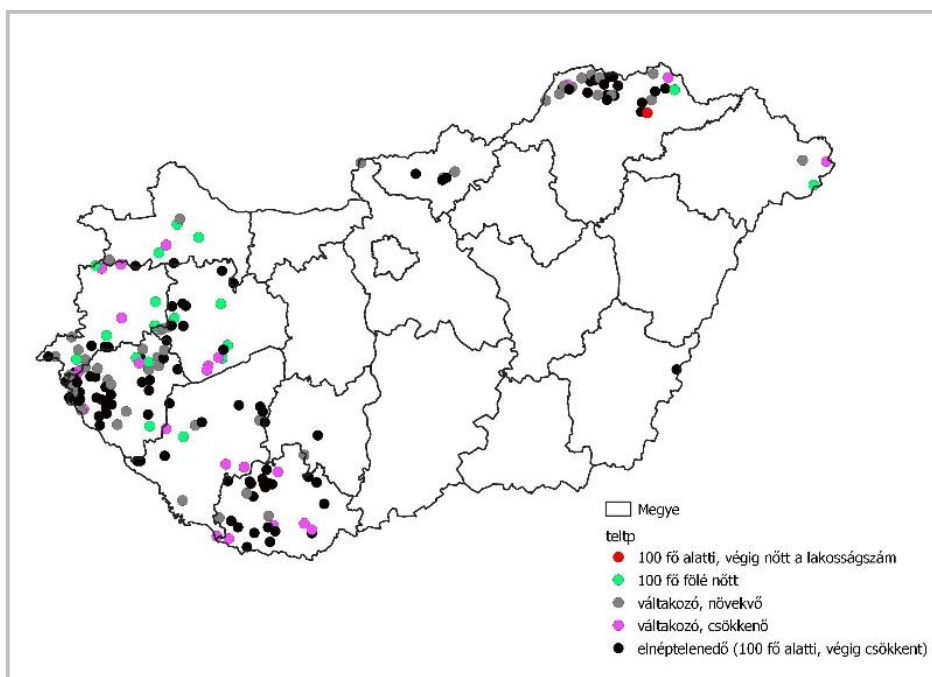 Megye
teltp
100 fő alatti, végig nőtt a lakosságszám
100 fő fölé nőtt
váltakozó, növekvő
váltakozó, csökkenő
elnéptelenedő (100 fő alatti, végig csökkent)